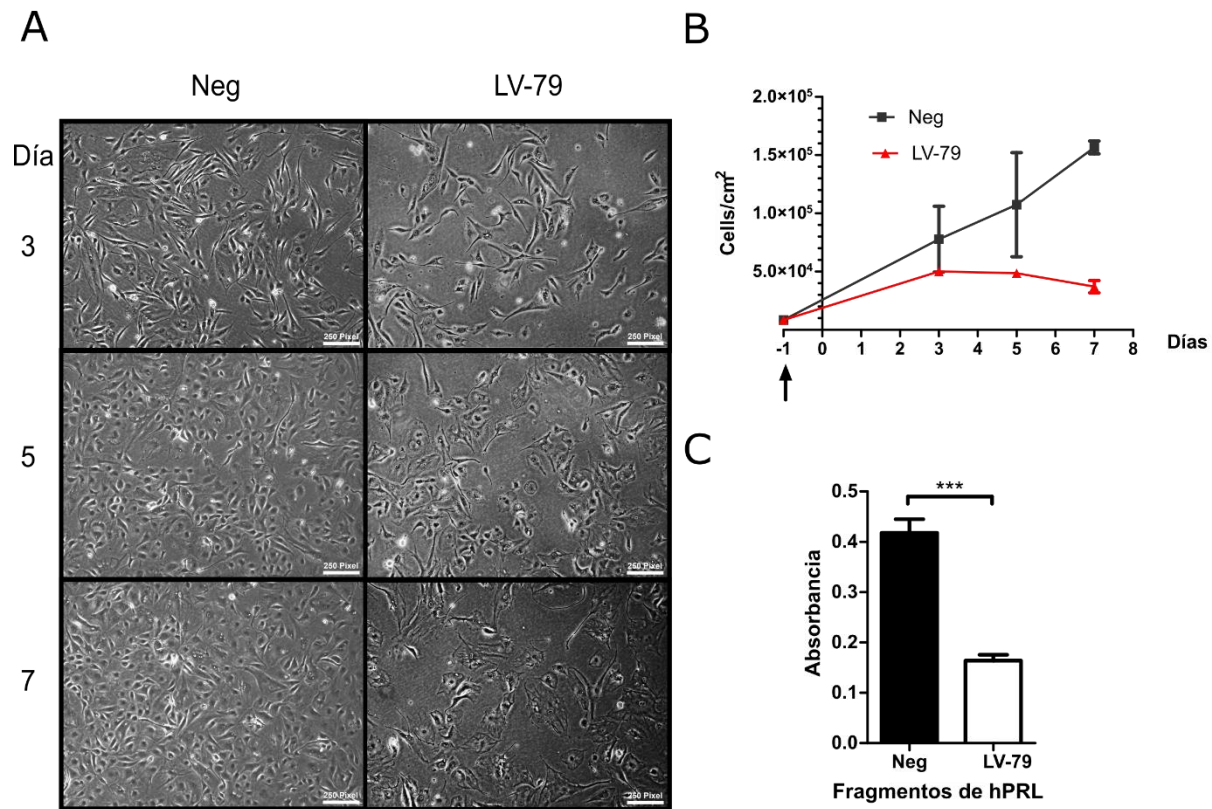 A
Neg LV-79
Día
3
250 Pixel 250 Pixel
5
250 Pixel 250 Pixel
7
250 Pixel 250 Pixel
B
2.0×10⁵
1.5×10⁵
1.0×10⁵
5.0×10⁴
Cells/cm²
Neg
LV-79
-1 0 1 2 3 4 5 6 7 8 Días
C
***
0.5
0.4
0.3
0.2
0.1
0.0
Absorbancia
Neg LV-79
Fragmentos de hPRL